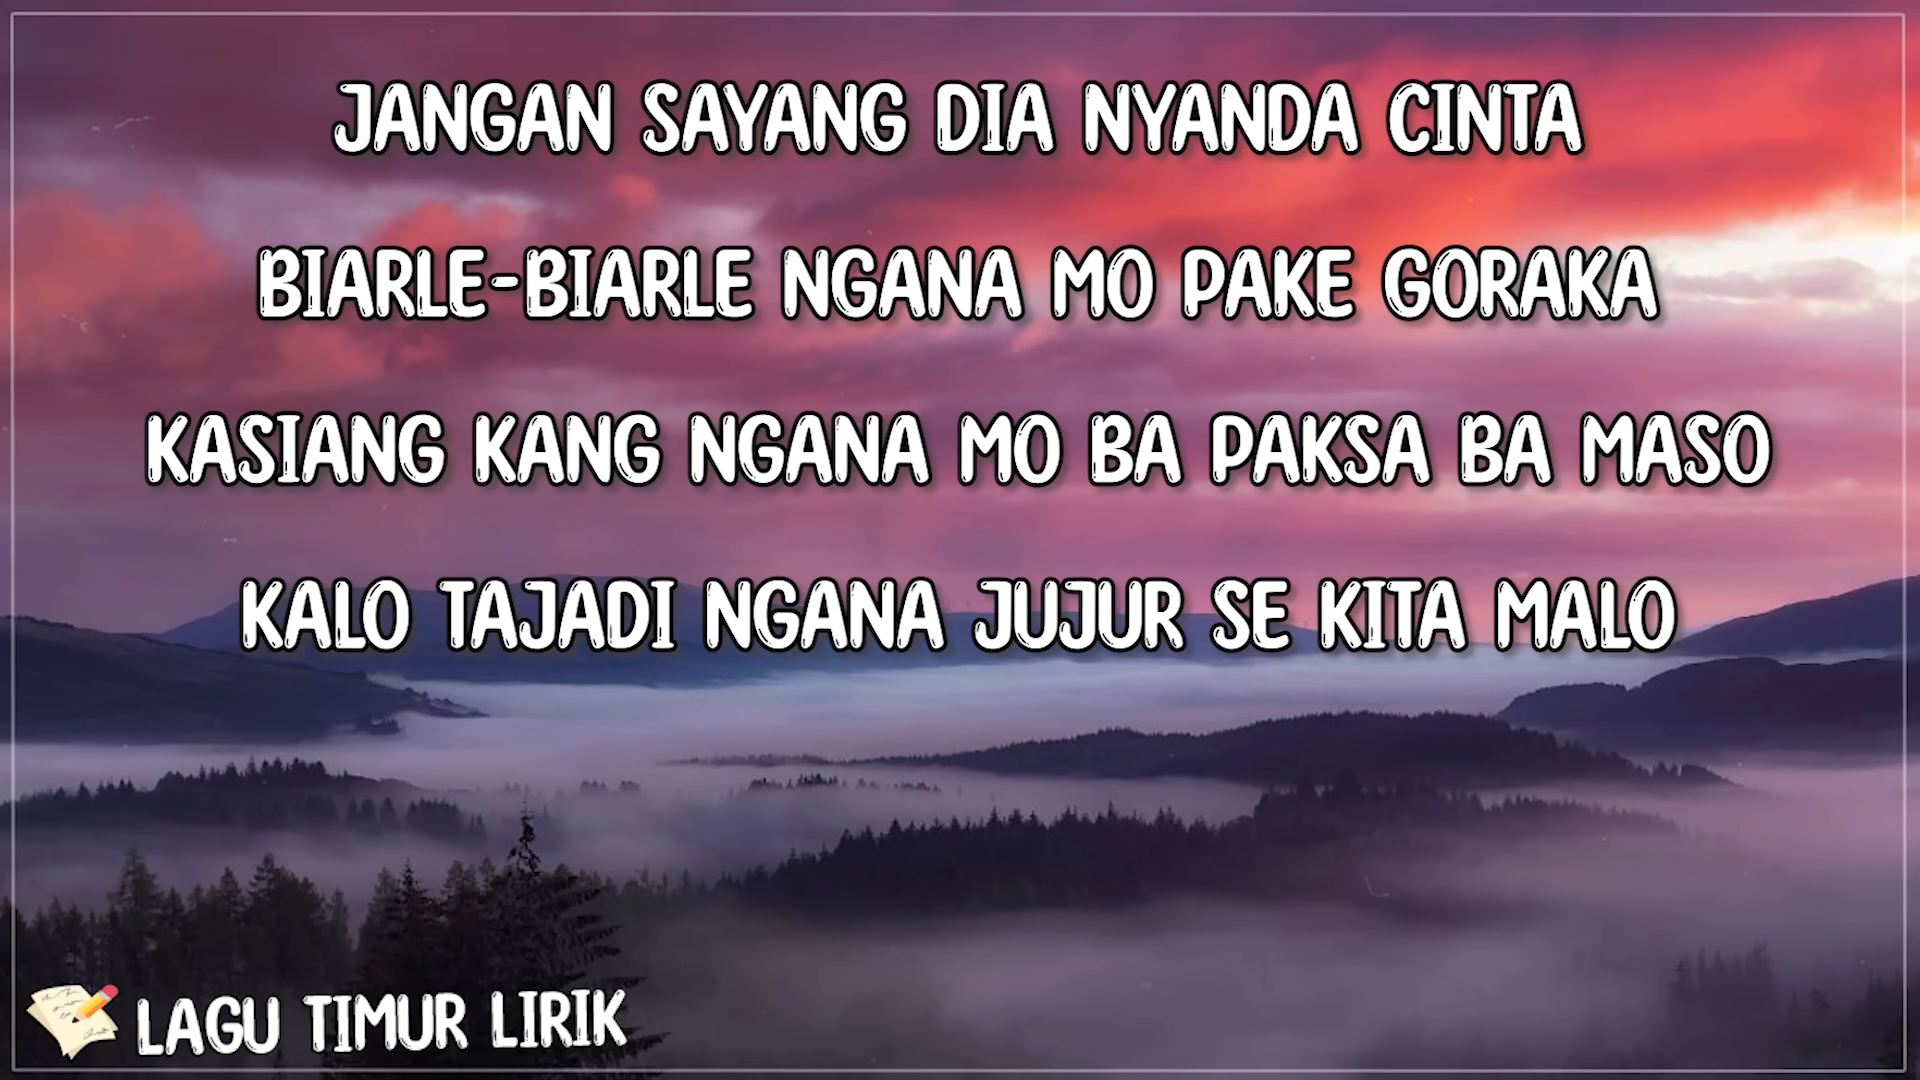 JANGAN SAYANG DIA NYANDA CINTA
BIARLE-BIARLE NGANA MO PAKE GORAKA
KASIANG KANG NGANA MO BA PAKSA BA MASO
KALO TAJADI NGANA JUJUR SE KITA MALO
LAGU TIMUR LIRIK